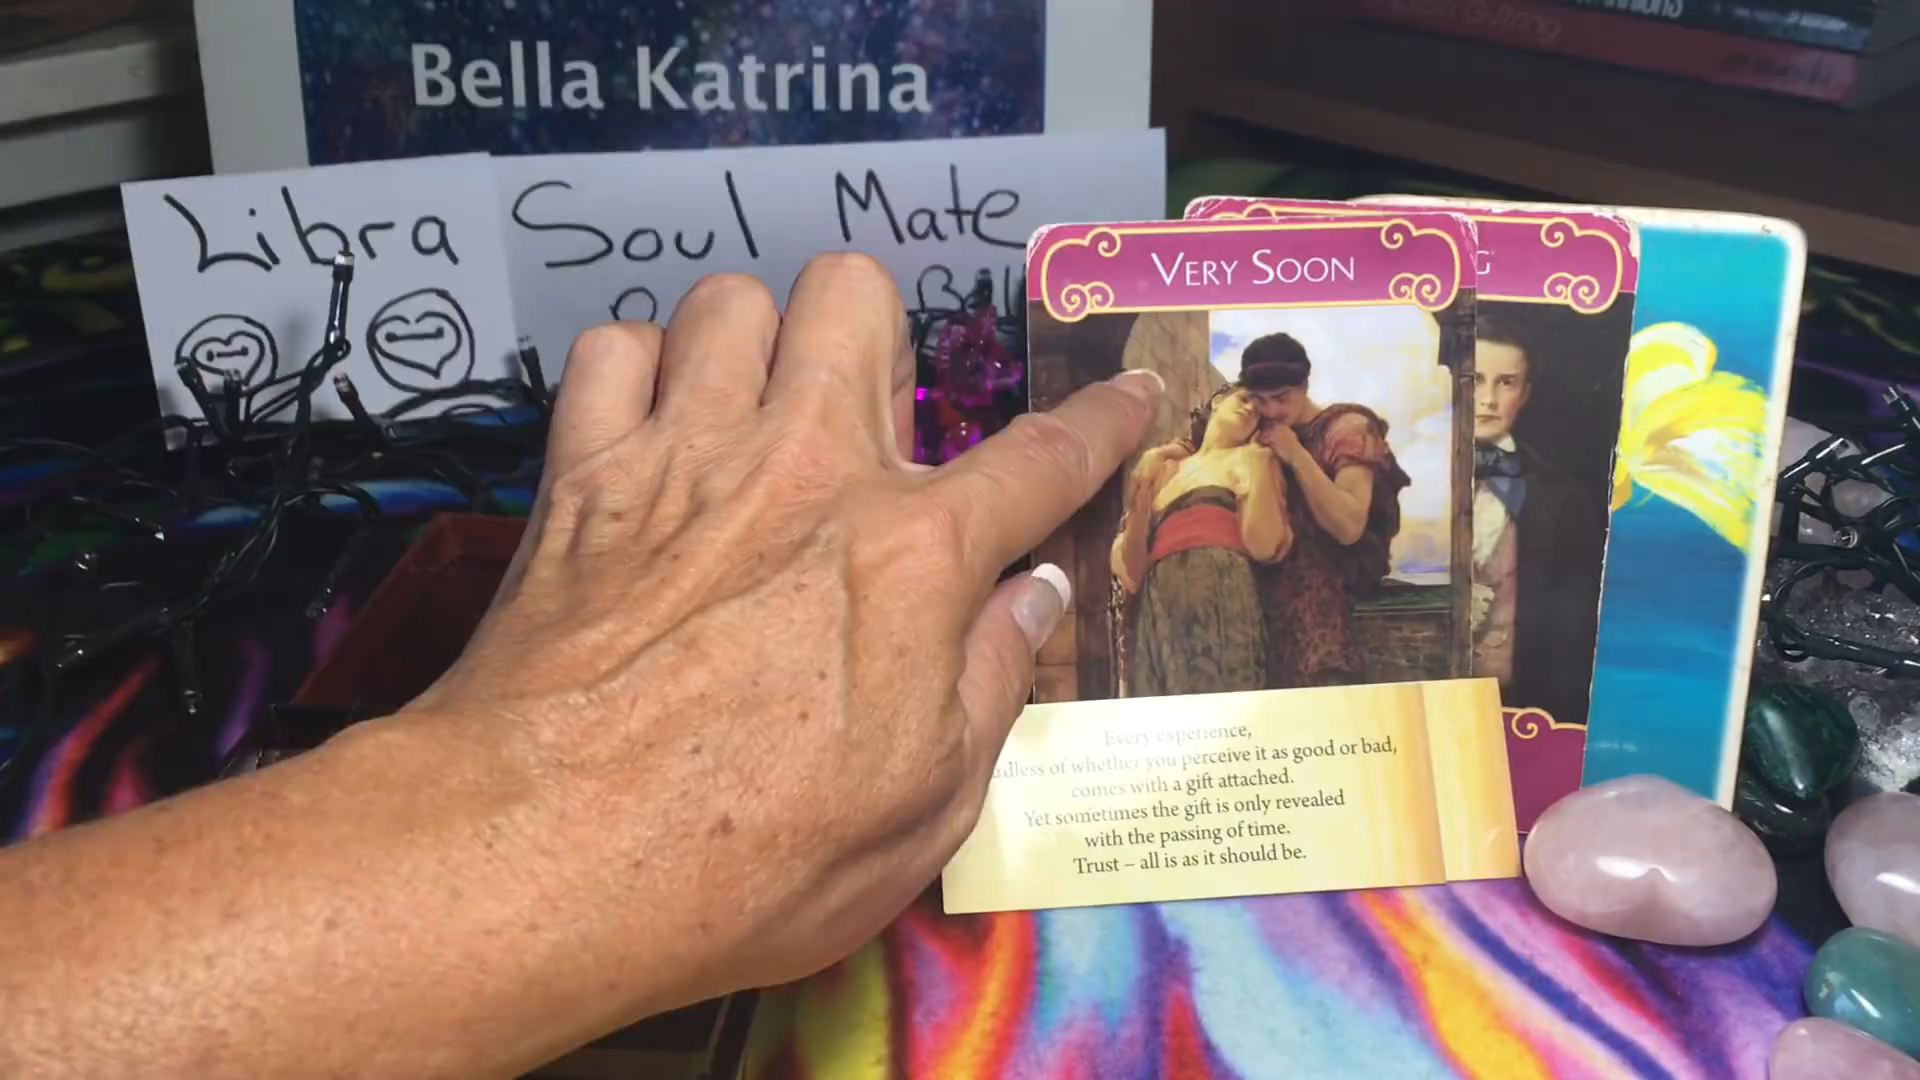 Bella Katrina
Libra Soul Mate
VERY SOON
Every experience,
of whether you perceive it as good or bad,
comes with a gift attached.
Yet sometimes the gift is only revealed
with the passing of time.
Trust – all is as it should be.